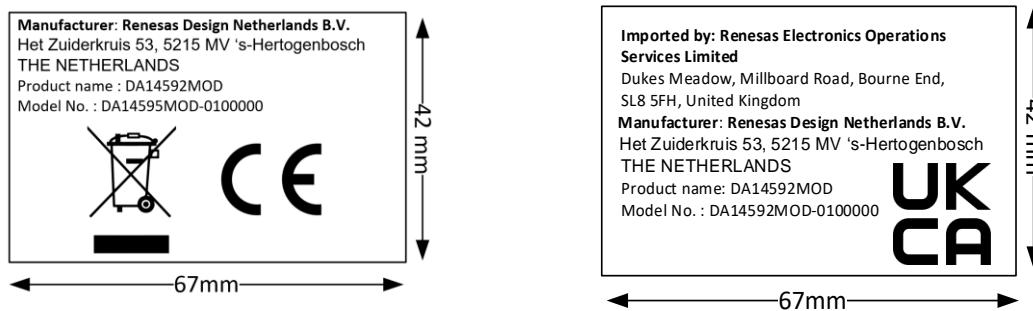 Manufacturer: Renesas Design Netherlands B.V.
Het Zuiderkruis 53, 5215 MV ‘s-Hertogenbosch
THE NETHERLANDS
Product name : DA14592MOD
Model No. : DA14595MOD-0100000
CE
42 mm
67mm
Imported by: Renesas Electronics Operations
Services Limited
Dukes Meadow, Millboard Road, Bourne End,
SL8 5FH, United Kingdom
Manufacturer: Renesas Design Netherlands B.V.
Het Zuiderkruis 53, 5215 MV ‘s-Hertogenbosch
THE NETHERLANDS
Product name: DA14592MOD
Model No. : DA14592MOD-0100000
UK
CA
67mm